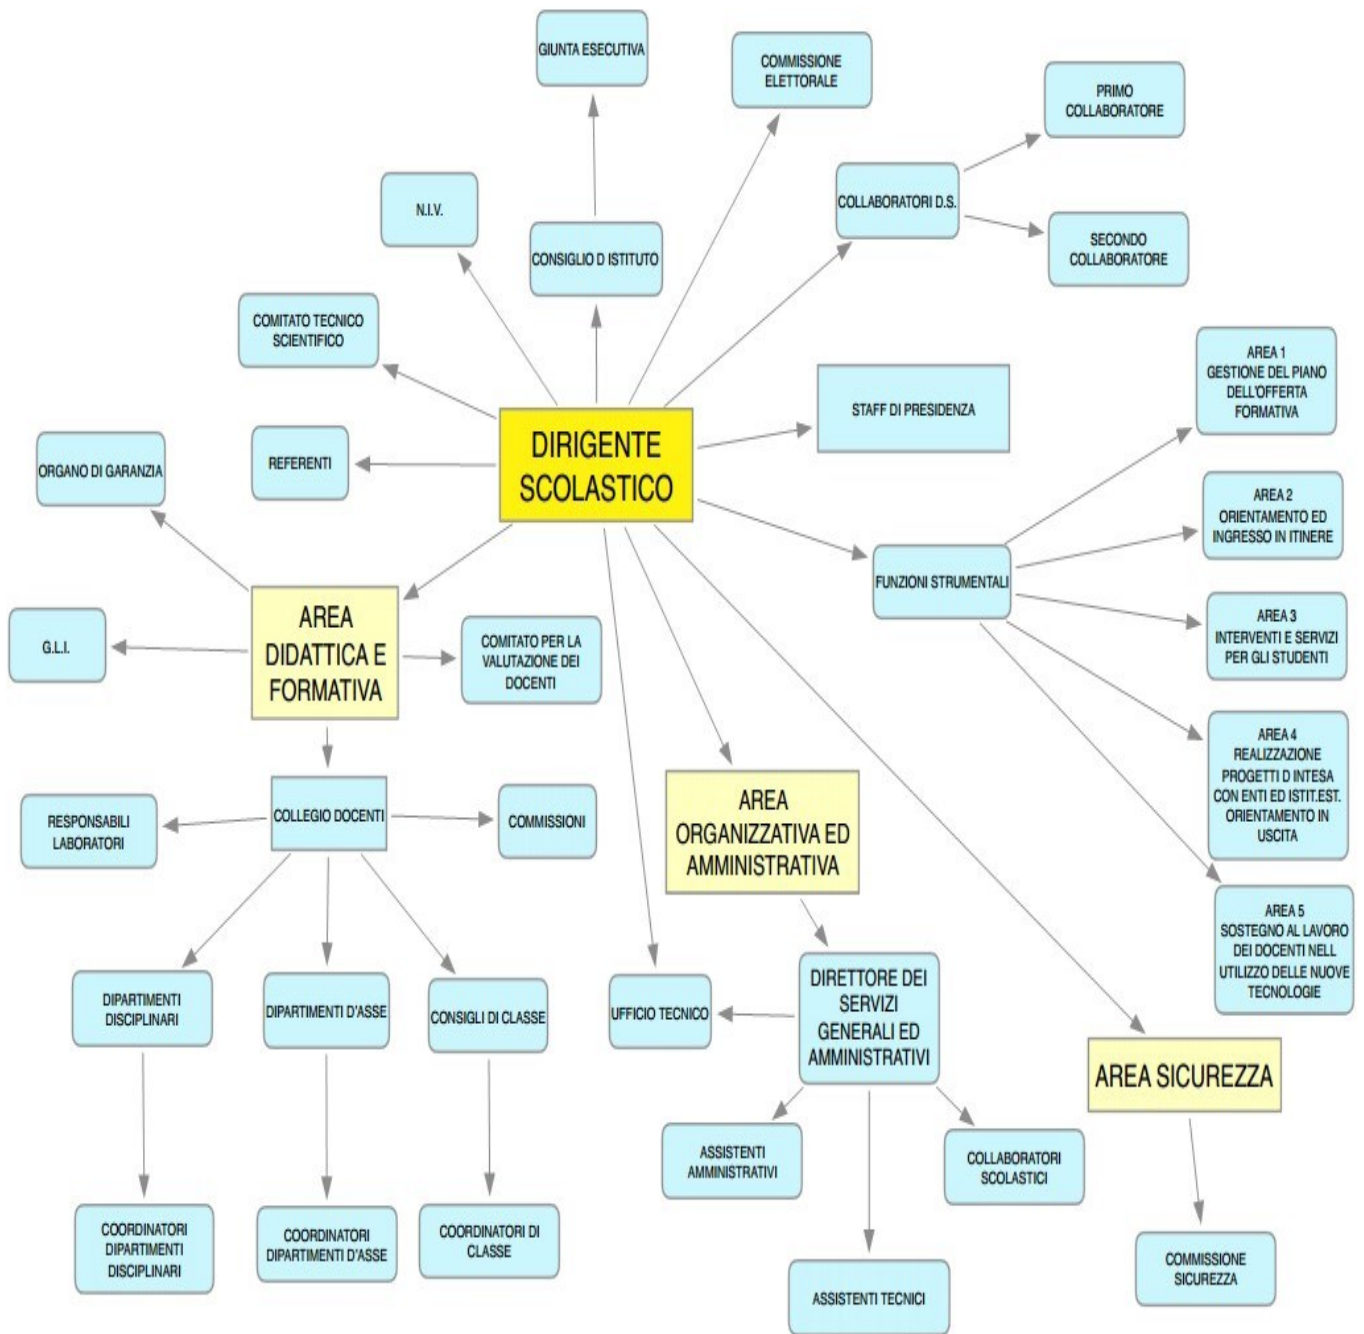 GIUNTA ESECUTIVA
COMMISSIONE
ELETTORALE
PRIMO
COLLABORATORE
N.I.V.
COLLABORATORI D.S.
CONSIGLIO D ISTITUTO
SECONDO
COLLABORATORE
COMITATO TECNICO
SCIENTIFICO
AREA 1
GESTIONE DEL PIANO
DELL'OFFERTA
FORMATIVA
STAFF DI PRESIDENZA
DIRIGENTE
SCOLASTICO
REFERENTI
ORGANO DI GARANZIA
AREA 2
ORIENTAMENTO ED
INGRESSO IN ITINERE
FUNZIONI STRUMENTALI
AREA
DIDATTICA E
FORMATIVA
G.L.I.
COMITATO PER LA
VALUTAZIONE DEI
DOCENTI
AREA 3
INTERVENTI E SERVIZI
PER GLI STUDENTI
AREA 4
REALIZZAZIONE
PROGETTI D INTESA
CON ENTI ED ISTIT.EST.
ORIENTAMENTO IN
USCITA
RESPONSABILI
LABORATORI
COLLEGIO DOCENTI
COMMISSIONI
AREA
ORGANIZZATIVA ED
AMMINISTRATIVA
AREA 5
SOSTEGNO AL LAVORO
DEI DOCENTI NELL
UTILIZZO DELLE NUOVE
TECNOLOGIE
DIPARTIMENTI
DISCIPLINARI
DIPARTIMENTI D'ASSE
CONSIGLI DI CLASSE
UFFICIO TECNICO
DIRETTORE DEI
SERVIZI
GENERALI ED
AMMINISTRATIVI
AREA SICUREZZA
ASSISTENTI
AMMINISTRATIVI
COLLABORATORI
SCOLASTICI
COORDINATORI
DIPARTIMENTI
DISCIPLINARI
COORDINATORI
DIPARTIMENTI D'ASSE
COORDINATORI DI
CLASSE
ASSISTENTI TECNICI
COMMISSIONE
SICUREZZA